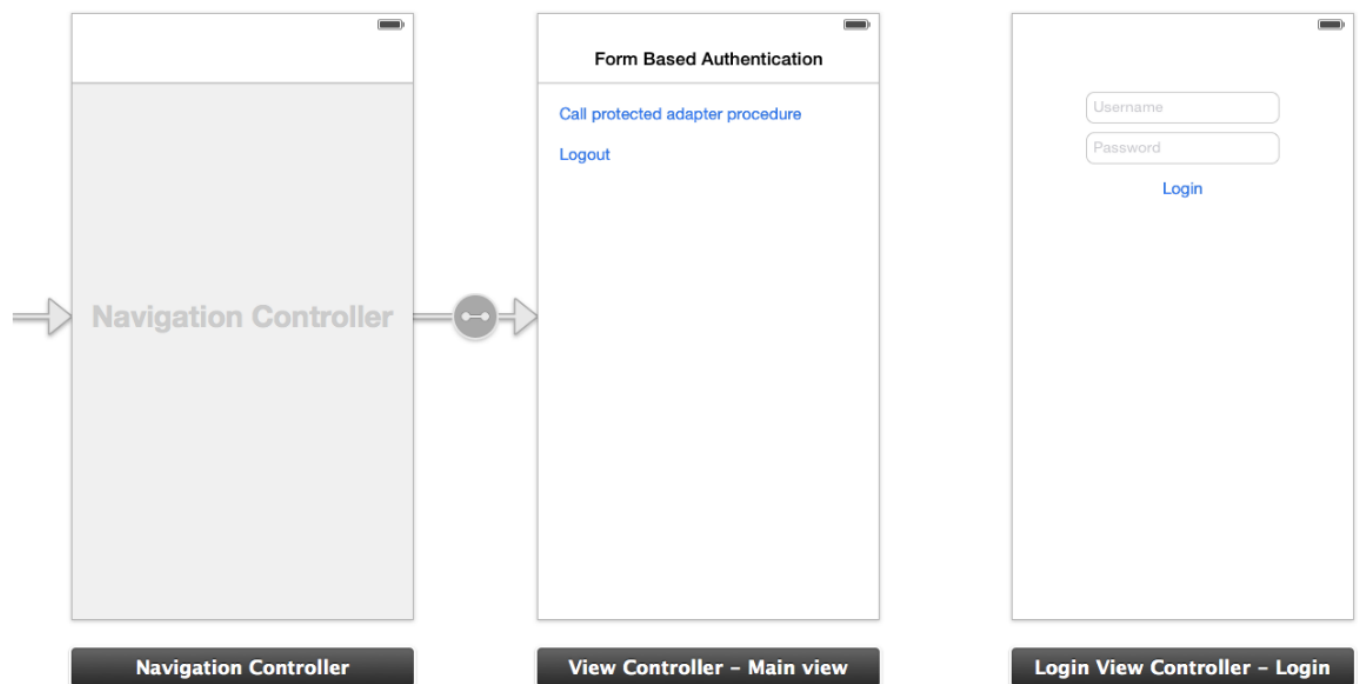 Form Based Authentication
Call protected adapter procedure
Logout
Username
Password
Login
Navigation Controller
Navigation Controller
View Controller – Main view
Login View Controller – Login